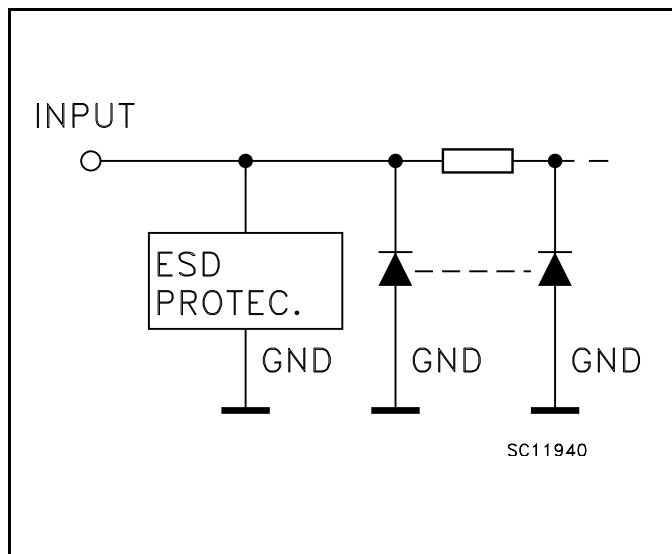 INPUT
ESD
PROTEC.
GND
GND
GND
SC11940